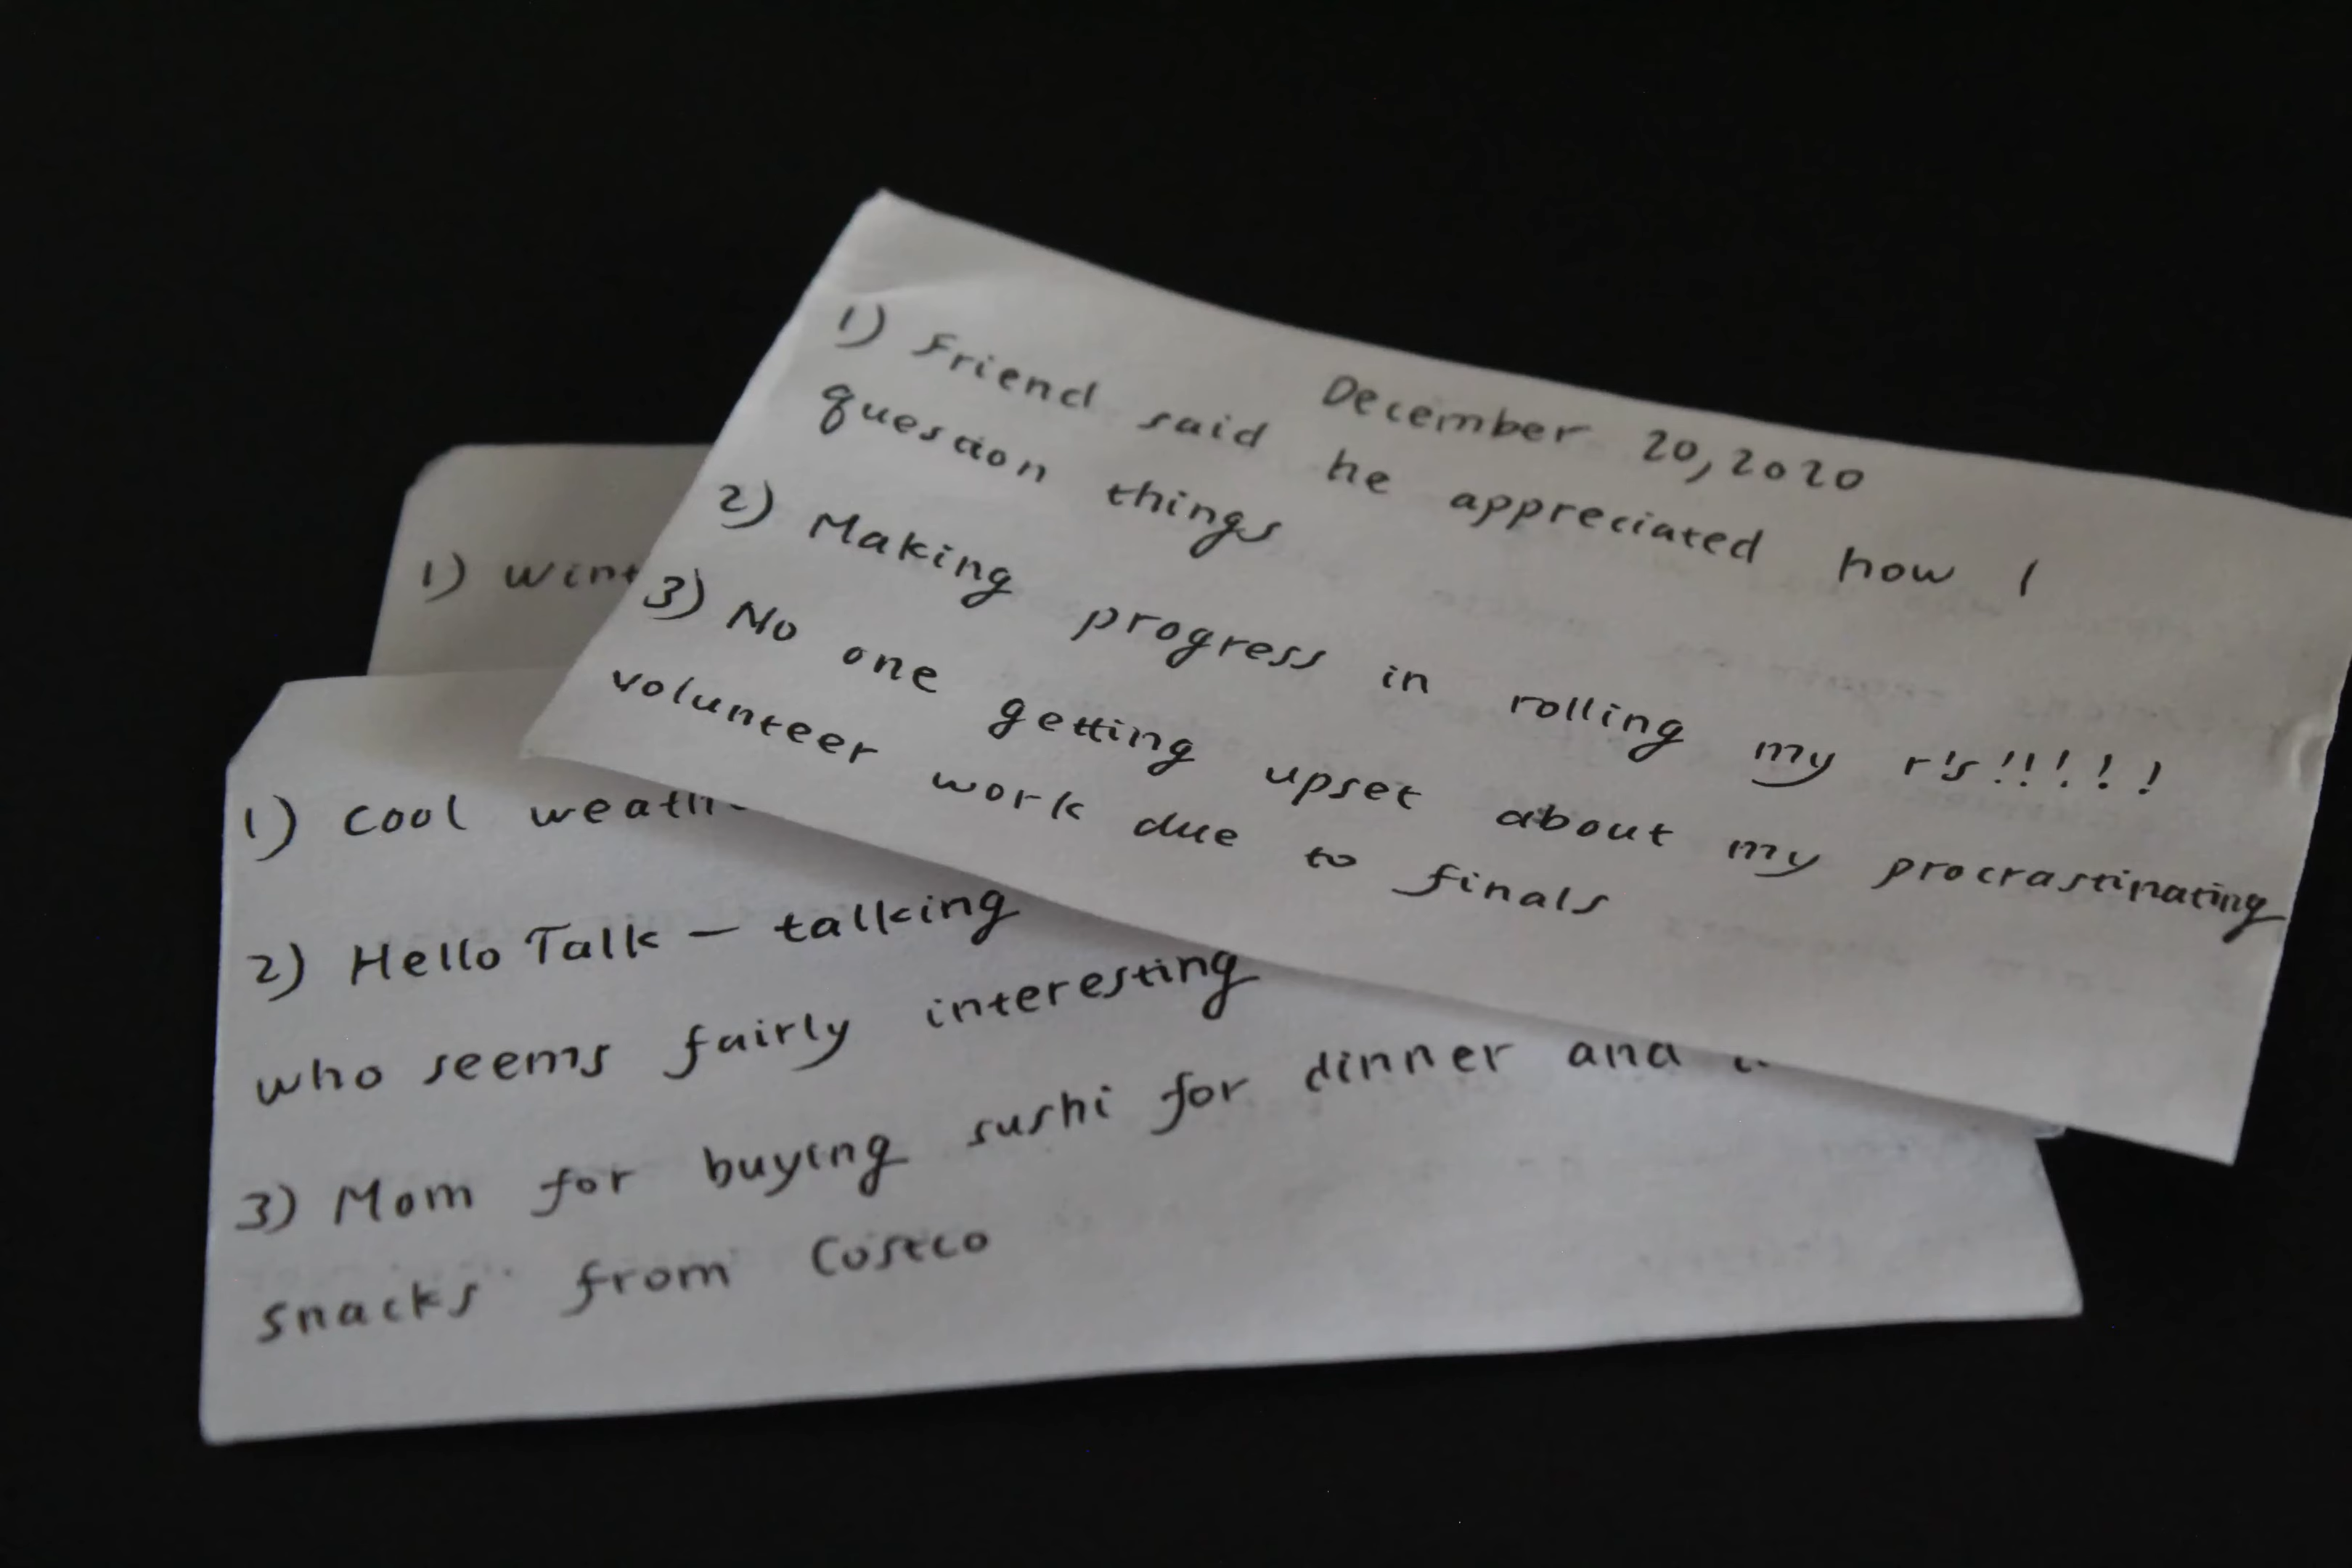 December 20, 2020
1) Friend said he appreciated how I
question things
2) Making progress in rolling my r's!!!!!
3) No one getting upset about my procrastinating
volunteer work due to finals
1)
1) Cool
2) Hello Talk — talking
who seems fairly interesting
3) Mom for buying sushi for dinner and
snacks from Costco